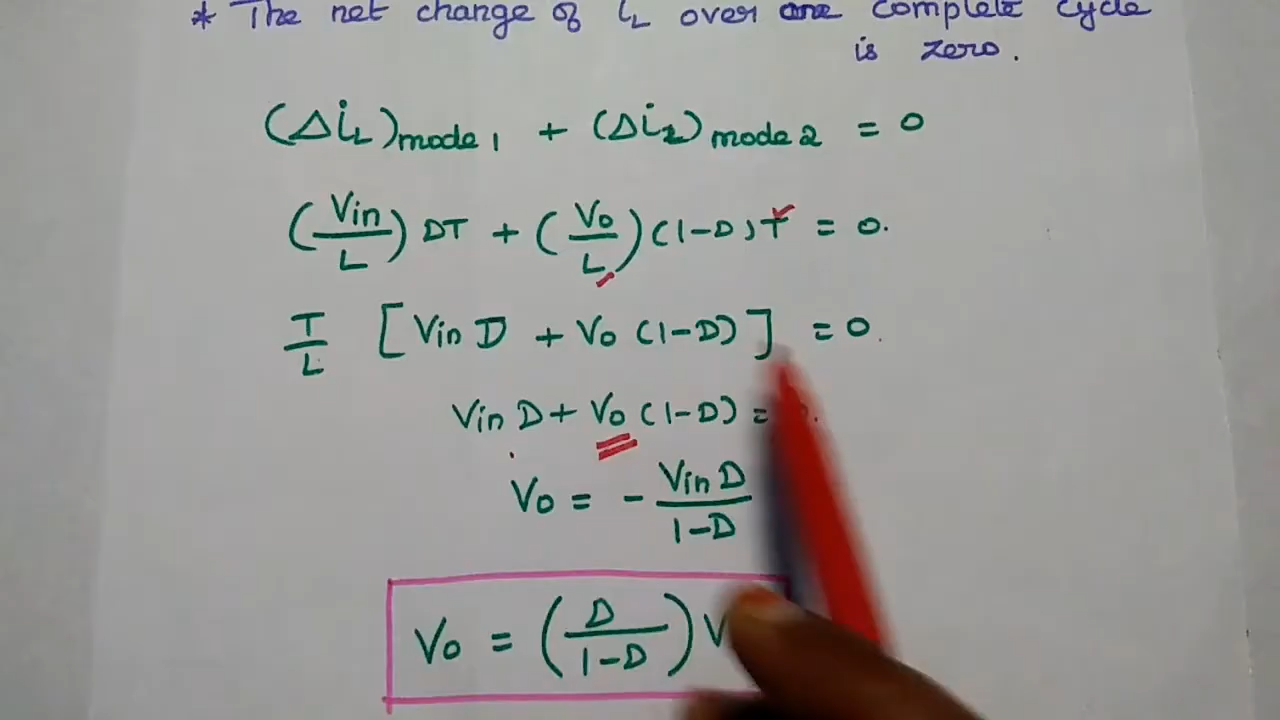 * The net change of iL over one complete cycle
is zero.
(ΔiL)mode 1 + (ΔiL)mode 2 = 0
(Vin/L) DT + (Vo/L) (1-D)T = 0.
T/L [Vin D + Vo (1-D)] = 0.
Vin D + Vo (1-D) =
Vo = - Vin D/1-D
Vo = (D/1-D) V